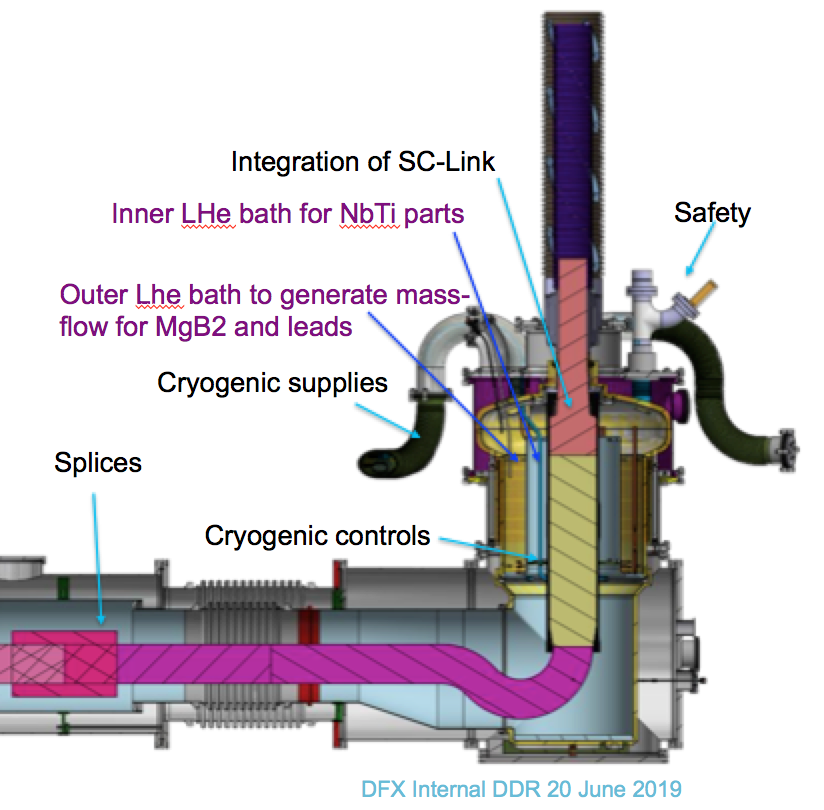 Integration of SC-Link
Inner LHe bath for NbTi parts
Safety
Outer Lhe bath to generate mass-
flow for MgB2 and leads
Cryogenic supplies
Splices
Cryogenic controls
DFX Internal DDR 20 June 2019